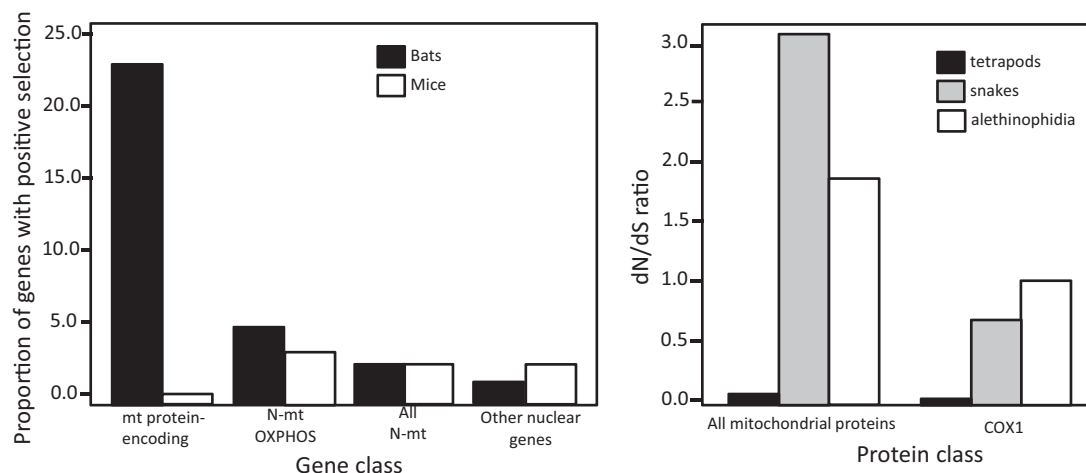 Proportion of genes with positive selection
25.0
20.0
15.0
10.0
5.0
0.0
Bats
Mice
mt protein-
encoding
N-mt
OXPHOS
All
N-mt
Other nuclear
genes
Gene class
dN/dS ratio
3.0
2.5
2.0
1.5
1.0
0.5
0.0
tetrapods
snakes
alethinophidia
All mitochondrial proteins
COX1
Protein class